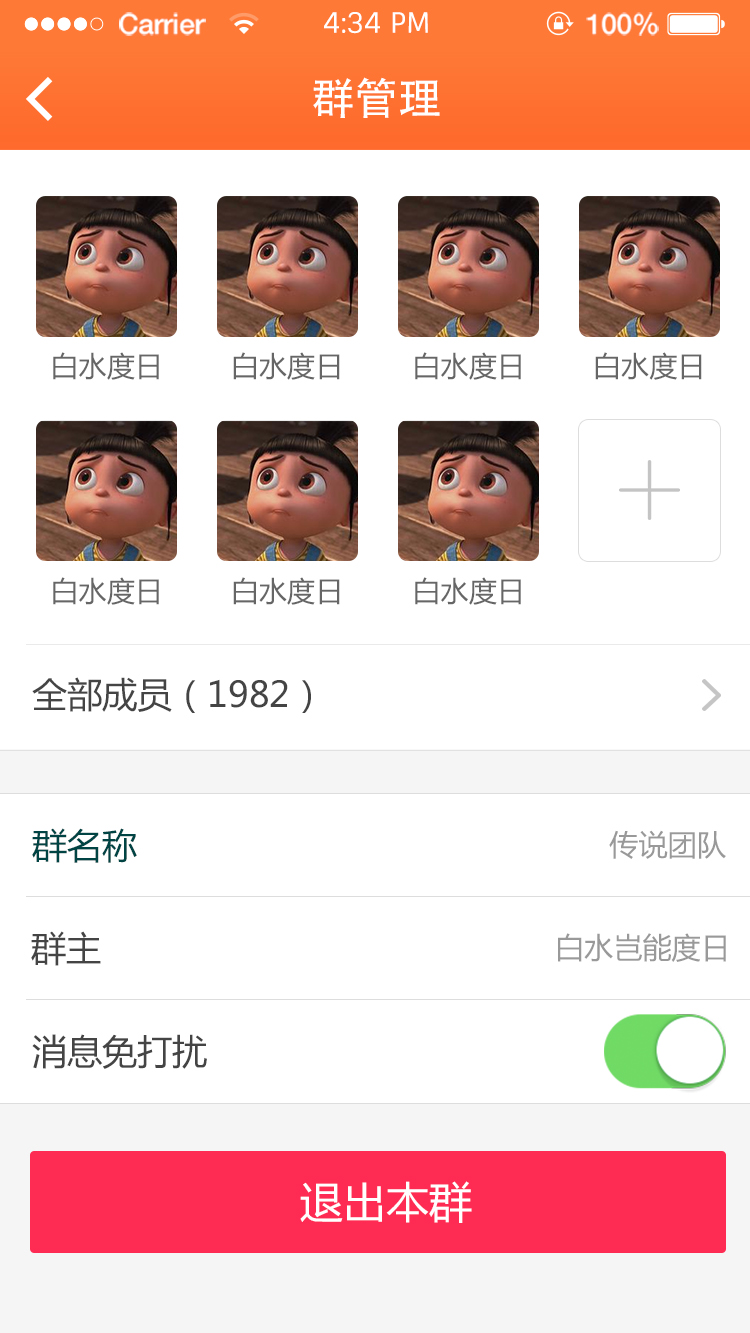 Carrier 4:34 PM 100%
群管理
白水度日 白水度日 白水度日 白水度日
白水度日 白水度日 白水度日
全部成员（1982）
群名称 传说团队
群主 白水岂能度日
消息免打扰
退出本群